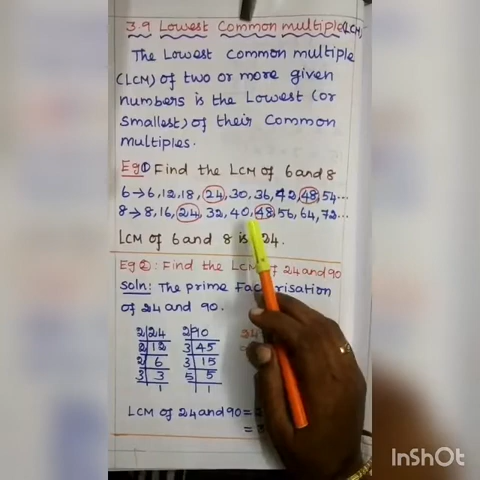 3.9 Lowest Common multiple(LCM)
The Lowest Common multiple
(LCM) of two or more given
numbers is the Lowest (or
smallest) of their Common
multiples.
Eg① Find the LCM of 6 and 8
6→6,12,18, 24, 30, 36, 42, 48, 54...
8→8, 16, 24, 32, 40, 48, 56, 64, 72...
LCM of 6 and 8 is 24.
Eg②: Find the LCM of 24 and 90
Soln: The prime Factorisation
of 24 and 90.
2 24 2 90 24
2 12 3 45 =
2 6 3 15
3 3 5 5
1 1
LCM of 24 and 90 = 2
= 3
InShOt